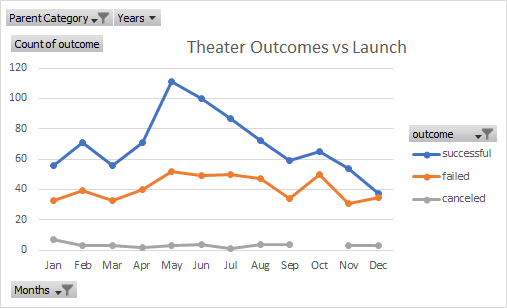 Parent Category Years
Count of outcome
Theater Outcomes vs Launch
120
100
80
60
40
20
0
Jan Feb Mar Apr May Jun Jul Aug Sep Oct Nov Dec
outcome
successful
failed
canceled
Months